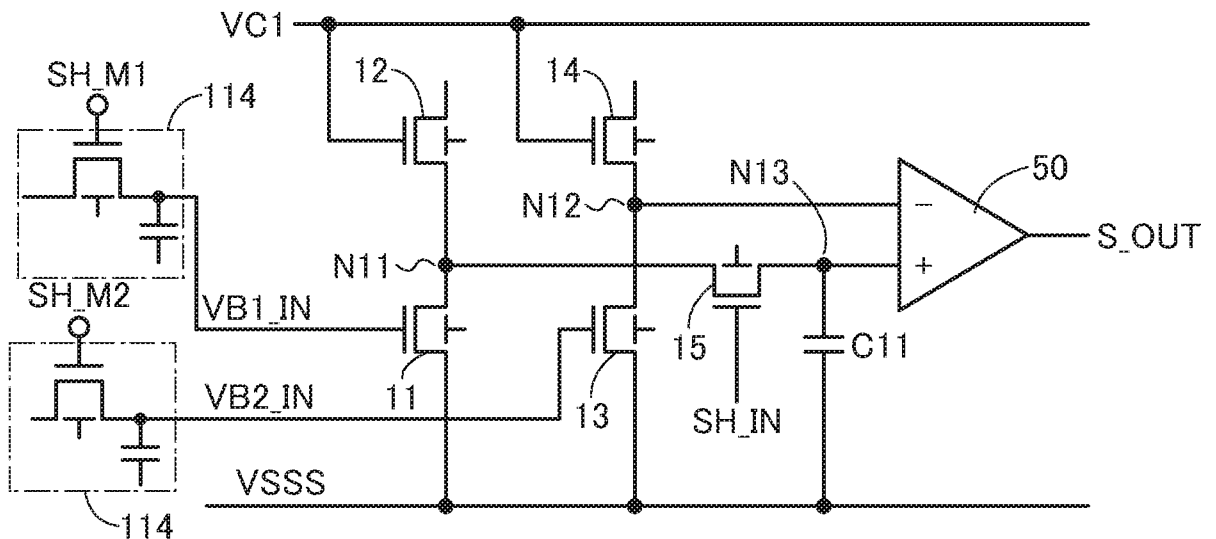 VC1
SH_M1
114
12
14
N13
50
N12
−
S_OUT
N11
+
SH_M2
VB1_IN
15
C11
VB2_IN
11
13
SH_IN
VSSS
114